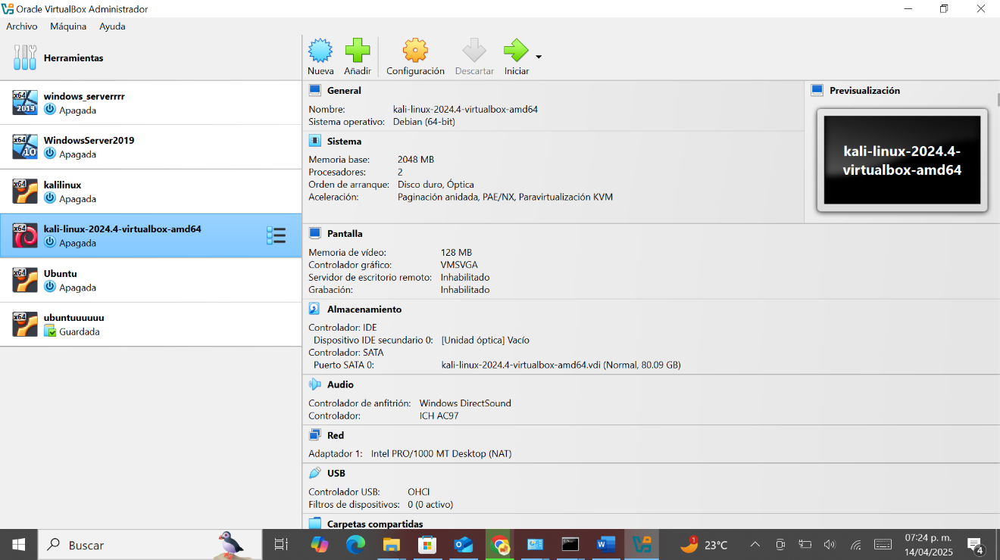 Oracle VirtualBox Administrador
Archivo Máquina Ayuda
Herramientas
Nueva Añadir Configuración Descartar Iniciar
x64 2019 windows_serverrrr
Apagada
x64 10 WindowsServer2019
Apagada
x64 kalilinux
Apagada
x64 kali-linux-2024.4-virtualbox-amd64
Apagada
x64 Ubuntu
Apagada
x64 ubuntuuuuuu
Guardada
General
Nombre: kali-linux-2024.4-virtualbox-amd64
Sistema operativo: Debian (64-bit)
Sistema
Memoria base: 2048 MB
Procesadores: 2
Orden de arranque: Disco duro, Óptica
Aceleración: Paginación anidada, PAE/NX, Paravirtualización KVM
Previsualización
kali-linux-2024.4-
virtualbox-amd64
Pantalla
Memoria de vídeo: 128 MB
Controlador gráfico: VMSVGA
Servidor de escritorio remoto: Inhabilitado
Grabación: Inhabilitado
Almacenamiento
Controlador: IDE
Dispositivo IDE secundario 0: [Unidad óptica] Vacío
Controlador: SATA
Puerto SATA 0: kali-linux-2024.4-virtualbox-amd64.vdi (Normal, 80.09 GB)
Audio
Controlador de anfitrión: Windows DirectSound
Controlador: ICH AC97
Red
Adaptador 1: Intel PRO/1000 MT Desktop (NAT)
USB
Controlador USB: OHCI
Filtros de dispositivos: 0 (0 activo)
Carpetas compartidas
Buscar
1 23°C
07:24 p. m.
14/04/2025
4